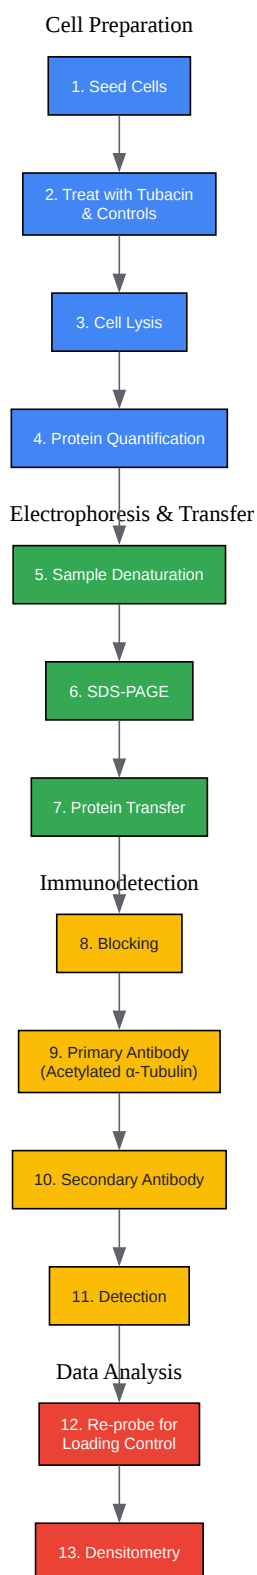 Cell Preparation
1. Seed Cells
2. Treat with Tubacin
& Controls
3. Cell Lysis
4. Protein Quantification
Electrophoresis & Transfer
5. Sample Denaturation
6. SDS-PAGE
7. Protein Transfer
Immunodetection
8. Blocking
9. Primary Antibody
(Acetylated α-Tubulin)
10. Secondary Antibody
11. Detection
Data Analysis
12. Re-probe for
Loading Control
13. Densitometry